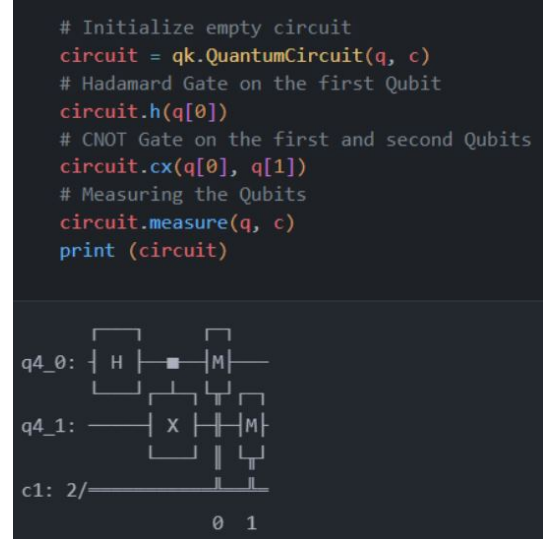 # Initialize empty circuit
circuit = qk.QuantumCircuit(q, c)
# Hadamard Gate on the first Qubit
circuit.h(q[0])
# CNOT Gate on the first and second Qubits
circuit.cx(q[0], q[1])
# Measuring the Qubits
circuit.measure(q, c)
print (circuit)
q4_0: H M
q4_1: X M
c1: 2/
0 1